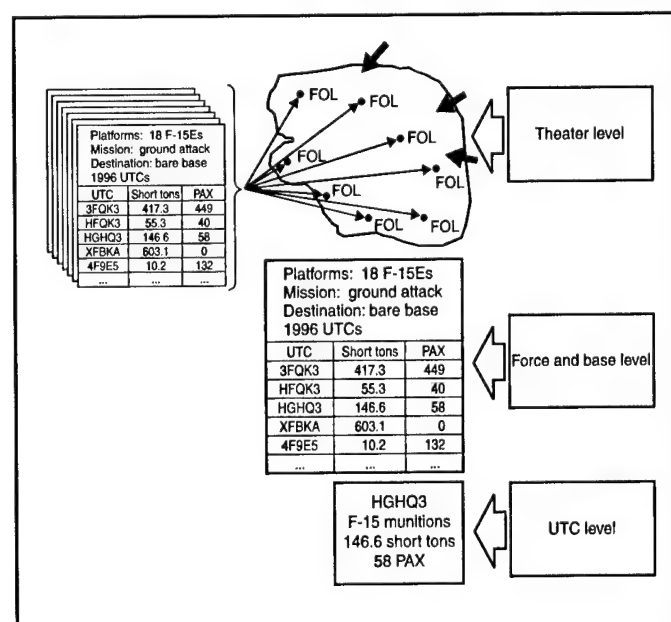 Platforms: 18 F-15Es
Mission: ground attack
Destination: bare base
1996 UTCs
UTC Short tons PAX
3FQK3 417.3 449
HFQK3 55.3 40
HGHQ3 146.6 58
XFBKA 603.1 0
4F9E5 10.2 132
... ... ...
FOL
FOL
FOL
FOL
FOL
FOL
FOL
FOL
Theater level
Platforms: 18 F-15Es
Mission: ground attack
Destination: bare base
1996 UTCs
UTC Short tons PAX
3FQK3 417.3 449
HFQK3 55.3 40
HGHQ3 146.6 58
XFBKA 603.1 0
4F9E5 10.2 132
... ... ...
Force and base level
HGHQ3
F-15 munitions
146.6 short tons
58 PAX
UTC level